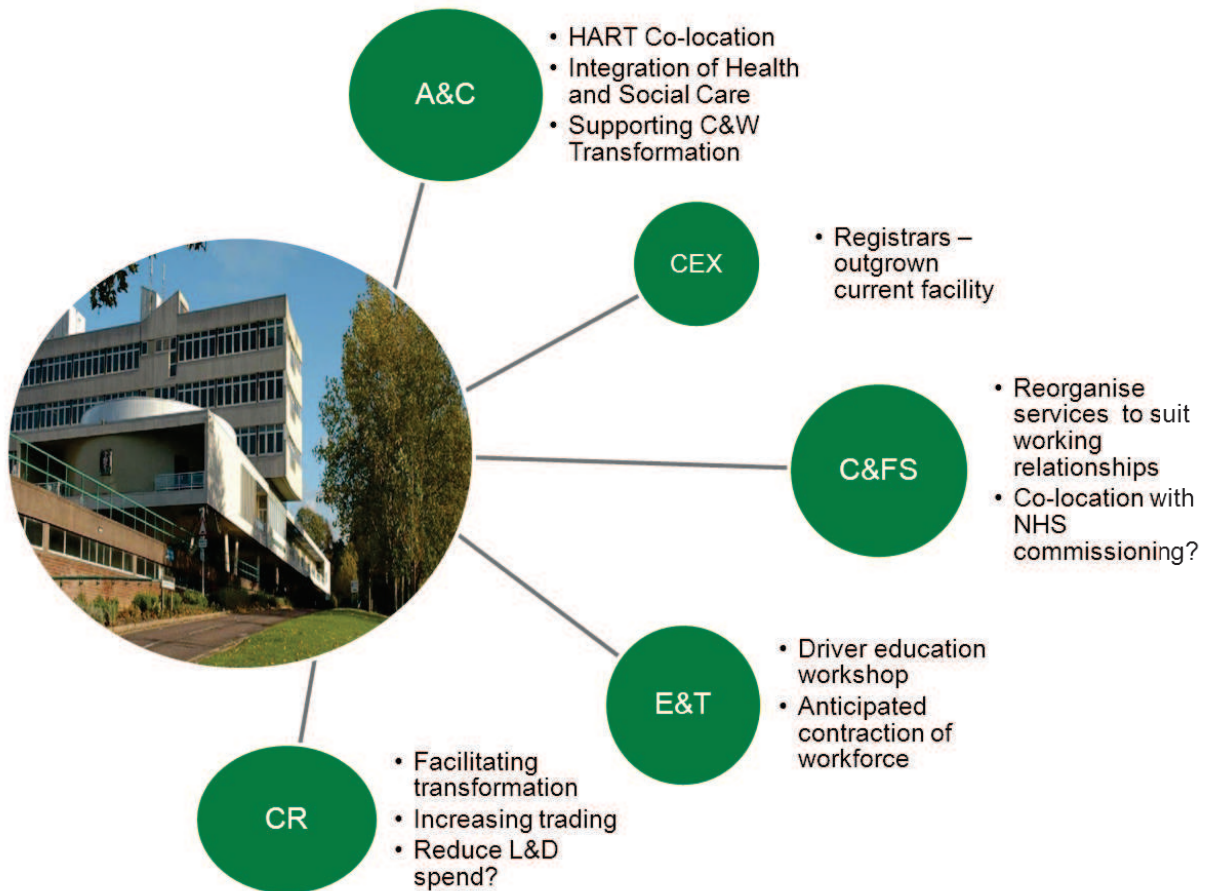 A&C
• HART Co-location
• Integration of Health
and Social Care
• Supporting C&W
Transformation
CEX
• Registrars –
outgrown
current facility
C&FS
• Reorganise
services to suit
working
relationships
• Co-location with
NHS
commissioning?
E&T
• Driver education
workshop
• Anticipated
contraction of
workforce
CR
• Facilitating
transformation
• Increasing trading
• Reduce L&D
spend?